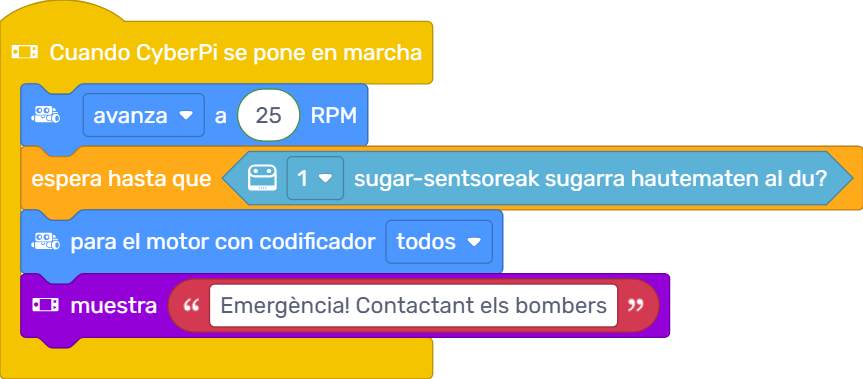 Cuando CyberPi se pone en marcha
avanza a 25 RPM
espera hasta que 1 sugar-sentsoreak sugarra hautematen al du?
para el motor con codificador todos
muestra “ Emergència! Contactant els bombers ”